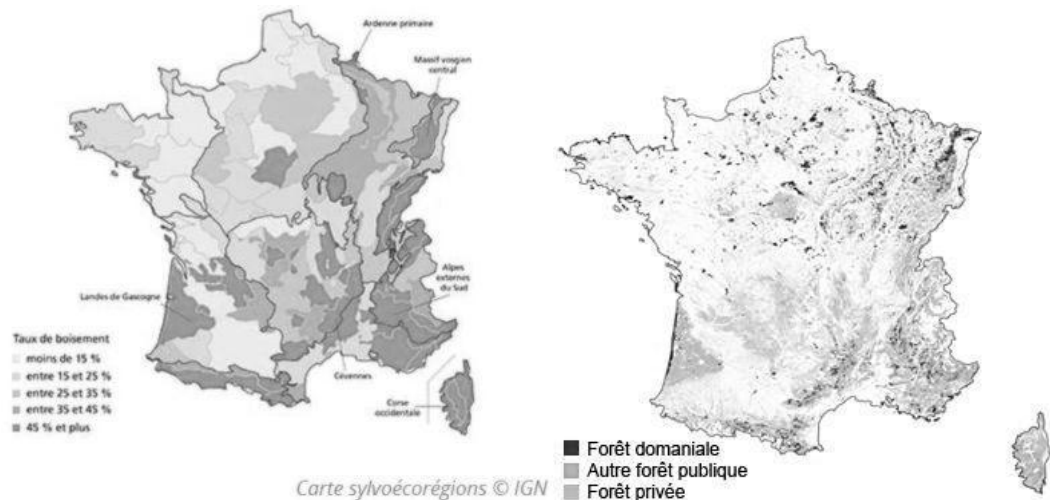 Ardenne primaire
Massif vosgien
central
Landes de Gascogne
Alpes
externes
du Sud
Cévennes
Corse
occidentale
Taux de boisement
moins de 15 %
entre 15 et 25 %
entre 25 et 35 %
entre 35 et 45 %
45 % et plus
Carte sylvoécorégions © IGN
Forêt domaniale
Autre forêt publique
Forêt privée